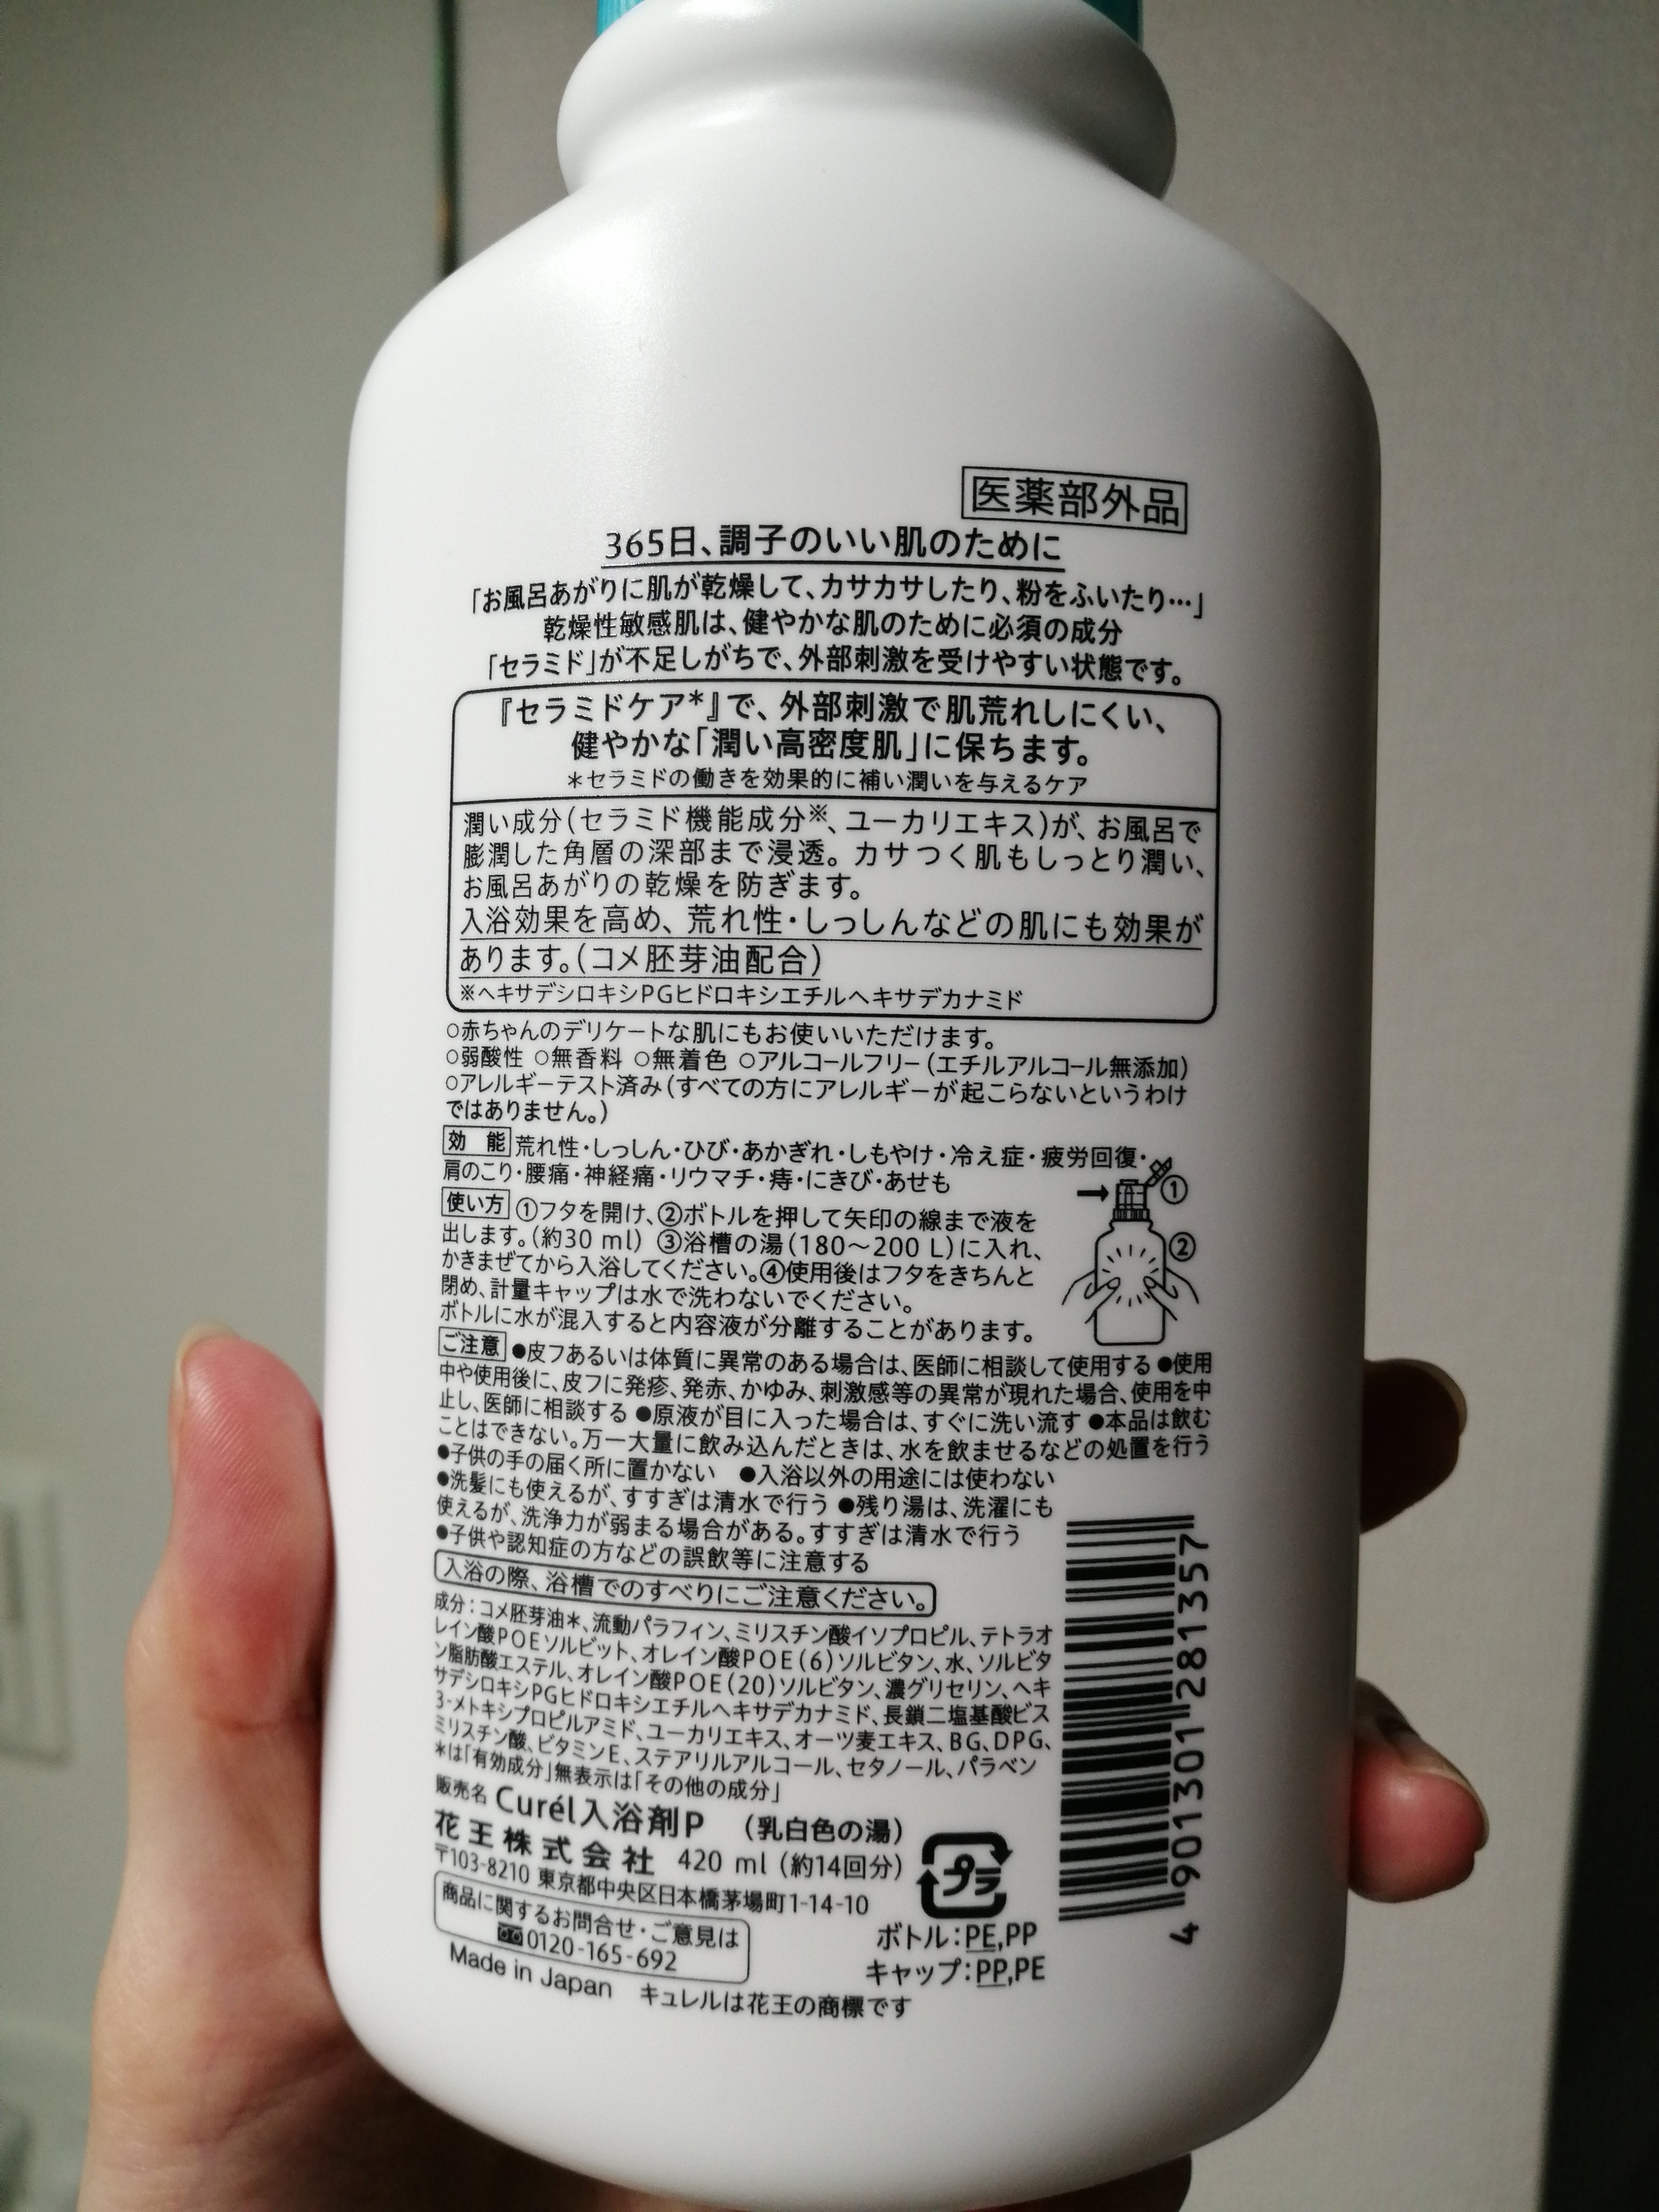 医薬部外品
365日、調子のいい肌のために
「お風呂あがりに肌が乾燥して、カサカサしたり、粉をふいたり…」
乾燥性敏感肌は、健やかな肌のために必須の成分
「セラミド」が不足しがちで、外部刺激を受けやすい状態です。
『セラミドケア*』で、外部刺激で肌荒れしにくい、
健やかな「潤い高密度肌」に保ちます。
*セラミドの働きを効果的に補い潤いを与えるケア
潤い成分(セラミド機能成分※、ユーカリエキス)が、お風呂で
膨潤した角層の深部まで浸透。カサつく肌もしっとり潤い、
お風呂あがりの乾燥を防ぎます。
入浴効果を高め、荒れ性・しっしんなどの肌にも効果が
あります。(コメ胚芽油配合)
※ヘキサデシロキシPGヒドロキシエチルヘキサデカナミド
○赤ちゃんのデリケートな肌にもお使いいただけます。
○弱酸性 ○無香料 ○無着色 ○アルコールフリー(エチルアルコール無添加)
○アレルギーテスト済み(すべての方にアレルギーが起こらないというわけ
ではありません。)
効 能 荒れ性・しっしん・ひび・あかぎれ・しもやけ・冷え症・疲労回復・
肩のこり・腰痛・神経痛・リウマチ・痔・にきび・あせも
使い方 ①フタを開け、②ボトルを押して矢印の線まで液を
出します。(約30 ml) ③浴槽の湯(180～200 L)に入れ、
かきまぜてから入浴してください。④使用後はフタをきちんと
閉め、計量キャップは水で洗わないでください。
ボトルに水が混入すると内容液が分離することがあります。
①
②
ご注意 ●皮フあるいは体質に異常のある場合は、医師に相談して使用する ●使用
中や使用後に、皮フに発疹、発赤、かゆみ、刺激感等の異常が現れた場合、使用を中
止し、医師に相談する ●原液が目に入った場合は、すぐに洗い流す ●本品は飲む
ことはできない。万一大量に飲み込んだときは、水を飲ませるなどの処置を行う
●子供の手の届く所に置かない ●入浴以外の用途には使わない
●洗髪にも使えるが、すすぎは清水で行う ●残り湯は、洗濯にも
使えるが、洗浄力が弱まる場合がある。すすぎは清水で行う
●子供や認知症の方などの誤飲等に注意する
入浴の際、浴槽でのすべりにご注意ください。
成分:コメ胚芽油*、流動パラフィン、ミリスチン酸イソプロピル、テトラオ
レイン酸POEソルビット、オレイン酸POE(6)ソルビタン、水、ソルビタ
ン脂肪酸エステル、オレイン酸POE(20)ソルビタン、濃グリセリン、ヘキ
サデシロキシPGヒドロキシエチルヘキサデカナミド、長鎖二塩基酸ビス
3-メトキシプロピルアミド、ユーカリエキス、オーツ麦エキス、BG、DPG、
ミリスチン酸、ビタミンE、ステアリルアルコール、セタノール、パラベン
*は「有効成分」無表示は「その他の成分」
販売名 Curél入浴剤P (乳白色の湯)
花王株式会社 420 ml (約14回分)
〒103-8210 東京都中央区日本橋茅場町1-14-10
商品に関するお問合せ・ご意見は
0120-165-692
Made in Japan キュレルは花王の商標です
プラ
ボトル:PE,PP
キャップ:PP,PE
4 901301 281357